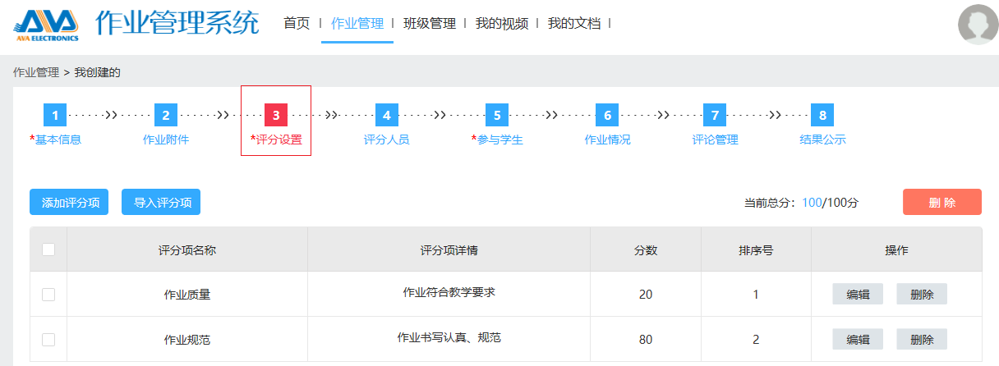 AVA
AVA ELECTRONICS
作业管理系统
首页 | 作业管理 | 班级管理 | 我的视频 | 我的文档 |
作业管理 > 我创建的
1 2 3 4 5 6 7 8
*基本信息 作业附件 *评分设置 评分人员 *参与学生 作业情况 评论管理 结果公示
添加评分项 导入评分项 当前总分：100/100分 删 除
评分项名称 评分项详情 分数 排序号 操作
作业质量 作业符合教学要求 20 1 编辑 删除
作业规范 作业书写认真、规范 80 2 编辑 删除